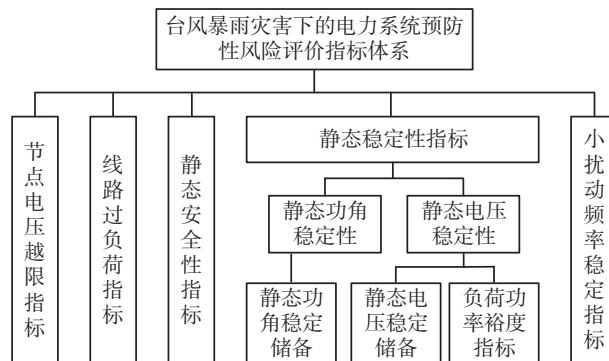 台风暴雨灾害下的电力系统预防
性风险评价指标体系
节点电压越限指标
线路过负荷指标
静态安全性指标
静态稳定性指标
静态功角
稳定性
静态功
角稳定
储备
静态电压
稳定性
静态电
压稳定
储备
负荷功
率裕度
指标
小扰动频率稳定指标